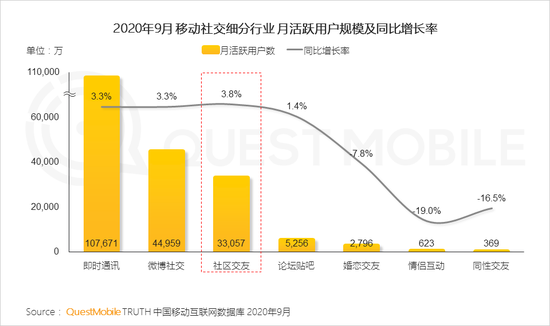 2020年9月 移动社交细分行业 月活跃用户规模及同比增长率
单位：万
月活跃用户数 同比增长率
110,000
60,000
40,000
20,000
0
3.3% 3.3% 3.8% 1.4% -7.8% -19.0% -16.5%
QUEST MOBILE
107,671 44,959 33,057 5,256 2,796 623 369
即时通讯 微博社交 社区交友 论坛贴吧 婚恋交友 情侣互动 同性交友
Source： QuestMobile TRUTH 中国移动互联网数据库 2020年9月